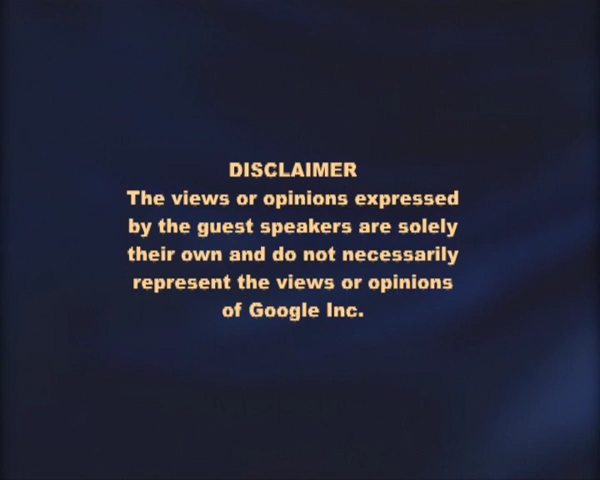 DISCLAIMER
The views or opinions expressed
by the guest speakers are solely
their own and do not necessarily
represent the views or opinions
of Google Inc.